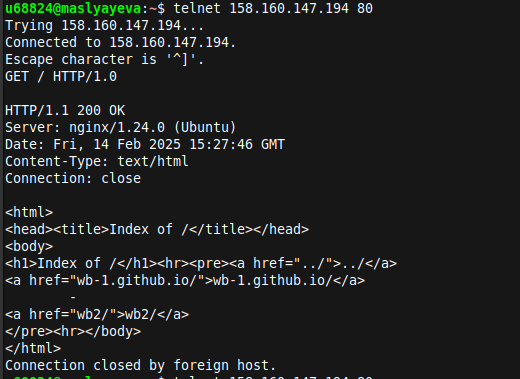 u68824@maslyayeva:~$ telnet 158.160.147.194 80
Trying 158.160.147.194...
Connected to 158.160.147.194.
Escape character is '^]'.
GET / HTTP/1.0

HTTP/1.1 200 OK
Server: nginx/1.24.0 (Ubuntu)
Date: Fri, 14 Feb 2025 15:27:46 GMT
Content-Type: text/html
Connection: close

<html>
<head><title>Index of /</title></head>
<body>
<h1>Index of /</h1><hr><pre><a href="../">../</a>
<a href="wb-1.github.io/">wb-1.github.io/</a>
        -
<a href="wb2/">wb2/</a>
</pre><hr></body>
</html>
Connection closed by foreign host.